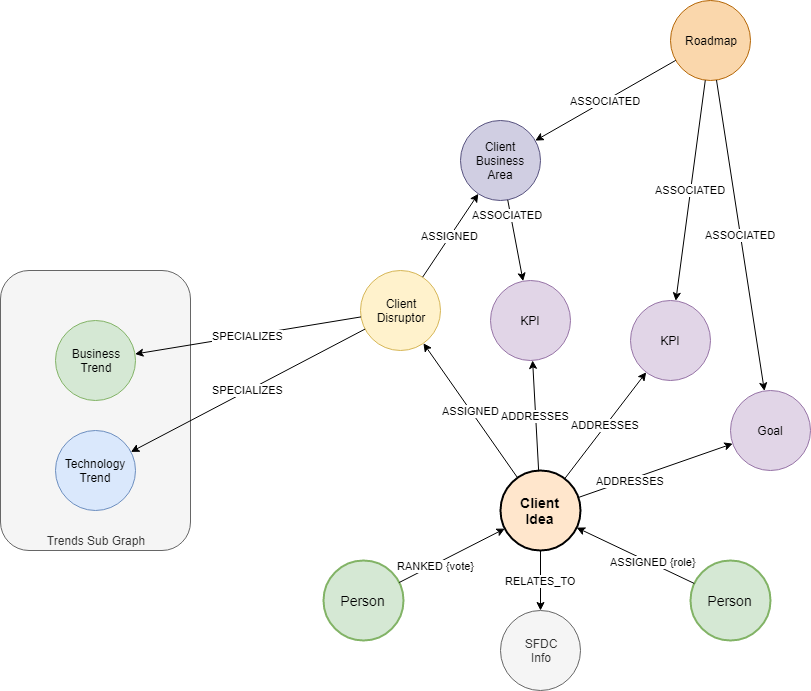 Roadmap
ASSOCIATED
Client
Business
Area
ASSOCIATED
ASSOCIATED
ASSIGNED
ASSOCIATED
Client
Disruptor
KPI
KPI
SPECIALIZES
Business
Trend
SPECIALIZES
ASSIGNED
ADDRESSES
ADDRESSES
Goal
Technology
Trend
ADDRESSES
Client
Idea
Trends Sub Graph
RANKED {vote}
ASSIGNED {role}
RELATES_TO
Person
Person
SFDC
Info